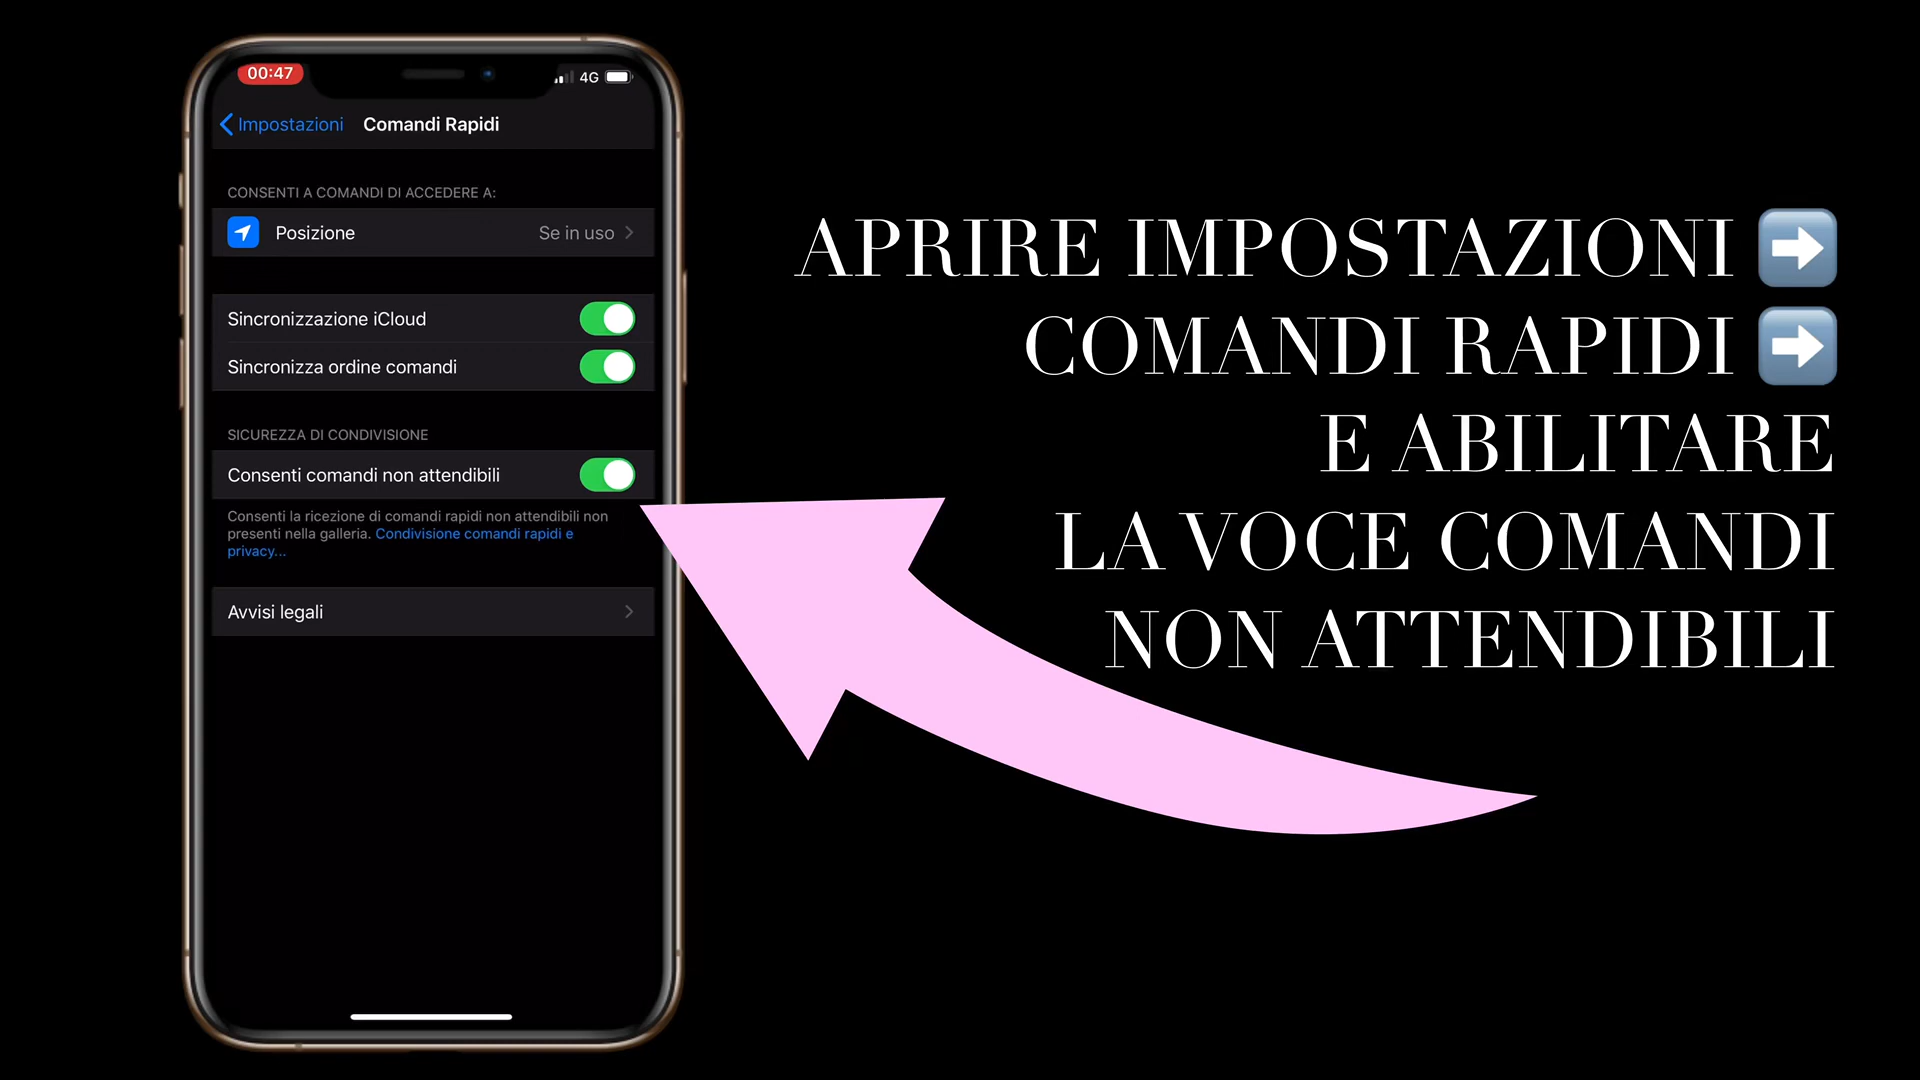 00:47
4G
Impostazioni
Comandi Rapidi
CONSENTI A COMANDI DI ACCEDERE A:
Posizione
Se in uso
Sincronizzazione iCloud
Sincronizza ordine comandi
SICUREZZA DI CONDIVISIONE
Consenti comandi non attendibili
Consenti la ricezione di comandi rapidi non attendibili non
presenti nella galleria. Condivisione comandi rapidi e
privacy...
Avvisi legali
APRIRE IMPOSTAZIONI ➡️
COMANDI RAPIDI ➡️
E ABILITARE
LA VOCE COMANDI
NON ATTENDIBILI